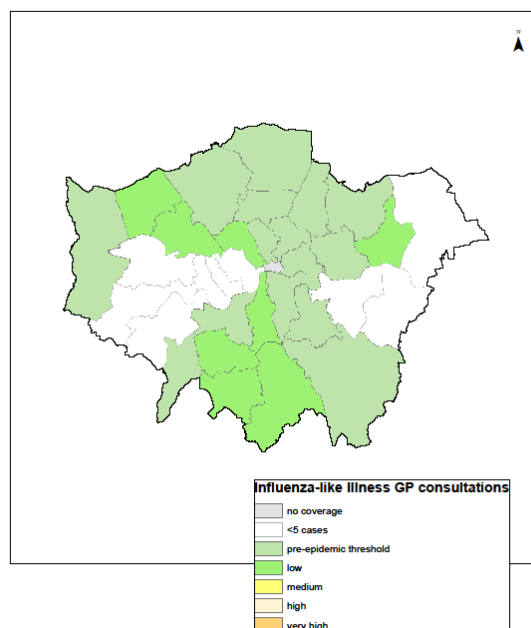 N
Influenza-like Illness GP consultations
no coverage
<5 cases
pre-epidemic threshold
low
medium
high
very high